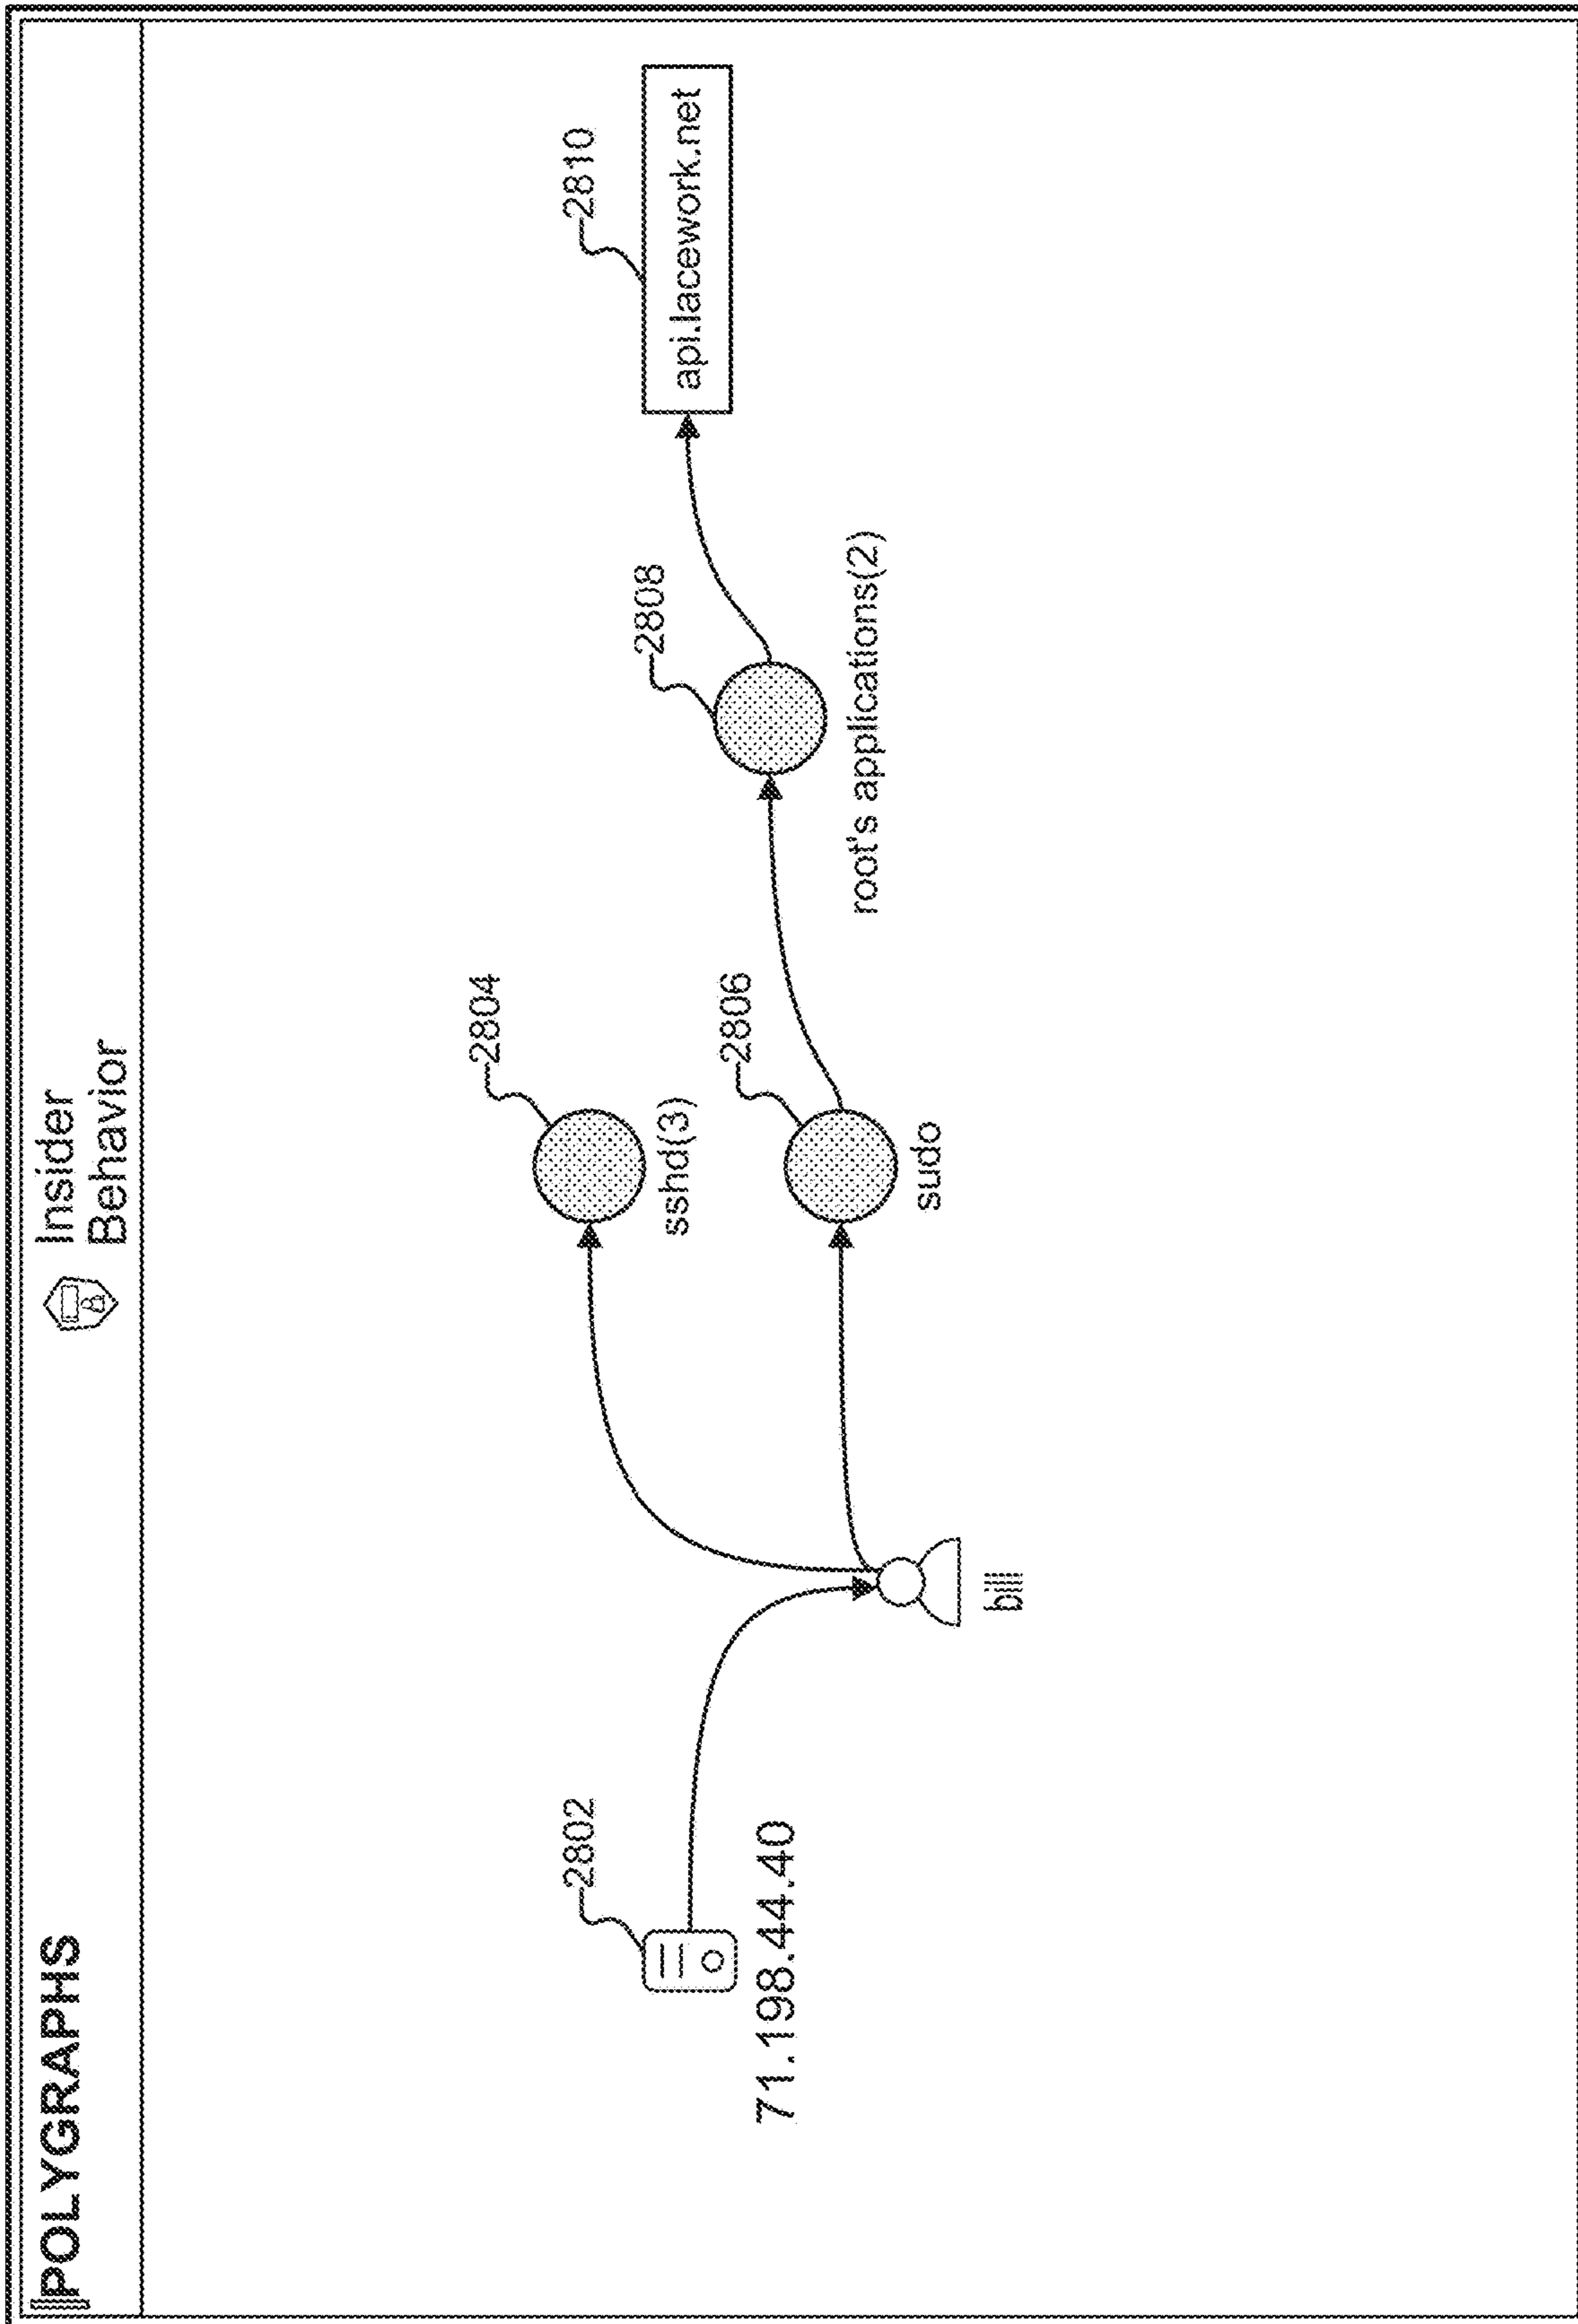 POLYGRAPHS
Insider
Behavior
2802
71.198.44.40
bill
2804
sshd(3)
2806
sudo
2808
root's applications(2)
2810
api.lacework.net